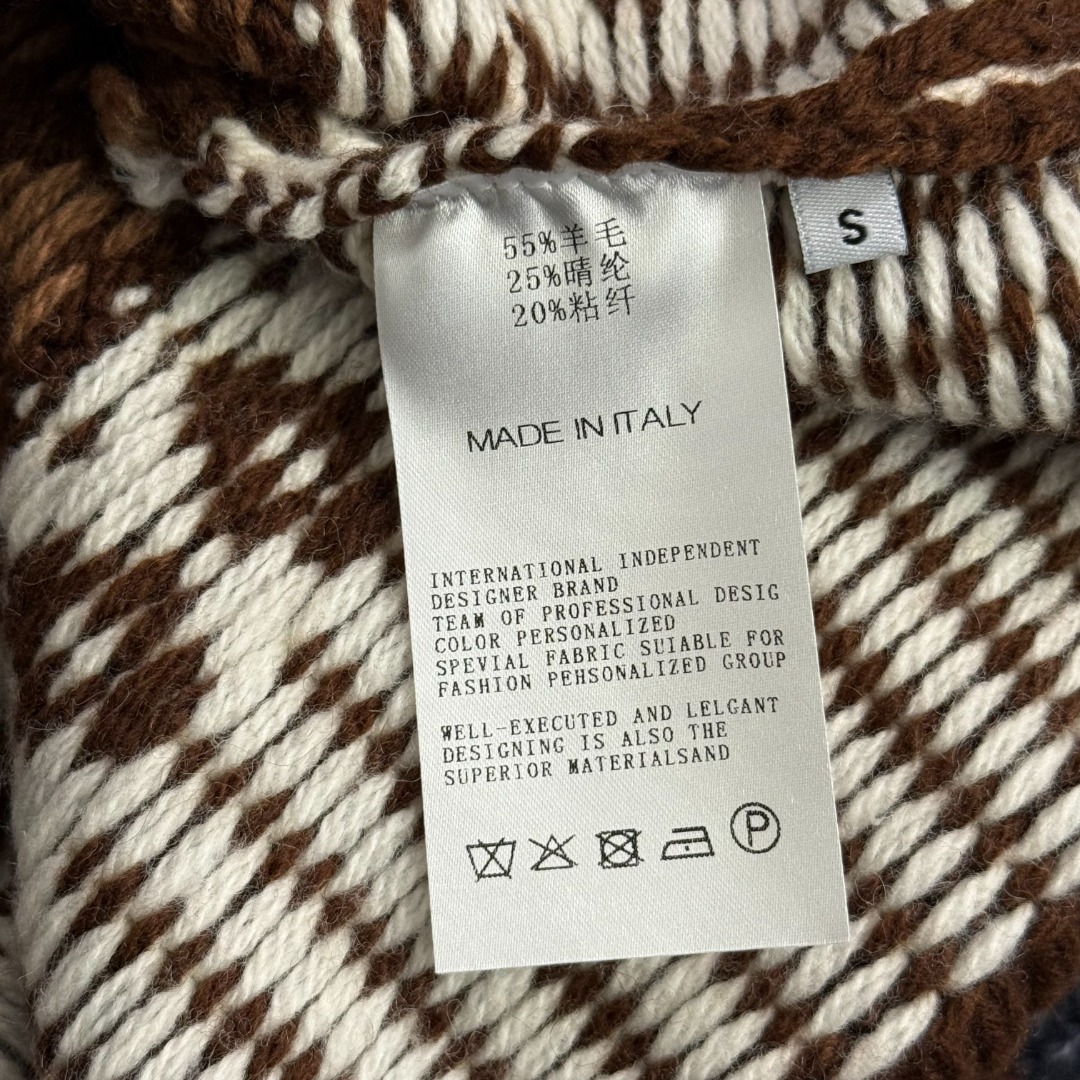 55%羊毛
25%晴纶
20%粘纤
S
MADE IN ITALY
INTERNATIONAL INDEPENDENT
DESIGNER BRAND
TEAM OF PROFESSIONAL DESIG
COLOR PERSONALIZED
SPEVIAL FABRIC SUIABLE FOR
FASHION PEHSONALIZED GROUP
WELL-EXECUTED AND LELGANT
DESIGNING IS ALSO THE
SUPERIOR MATERIALSAND
P